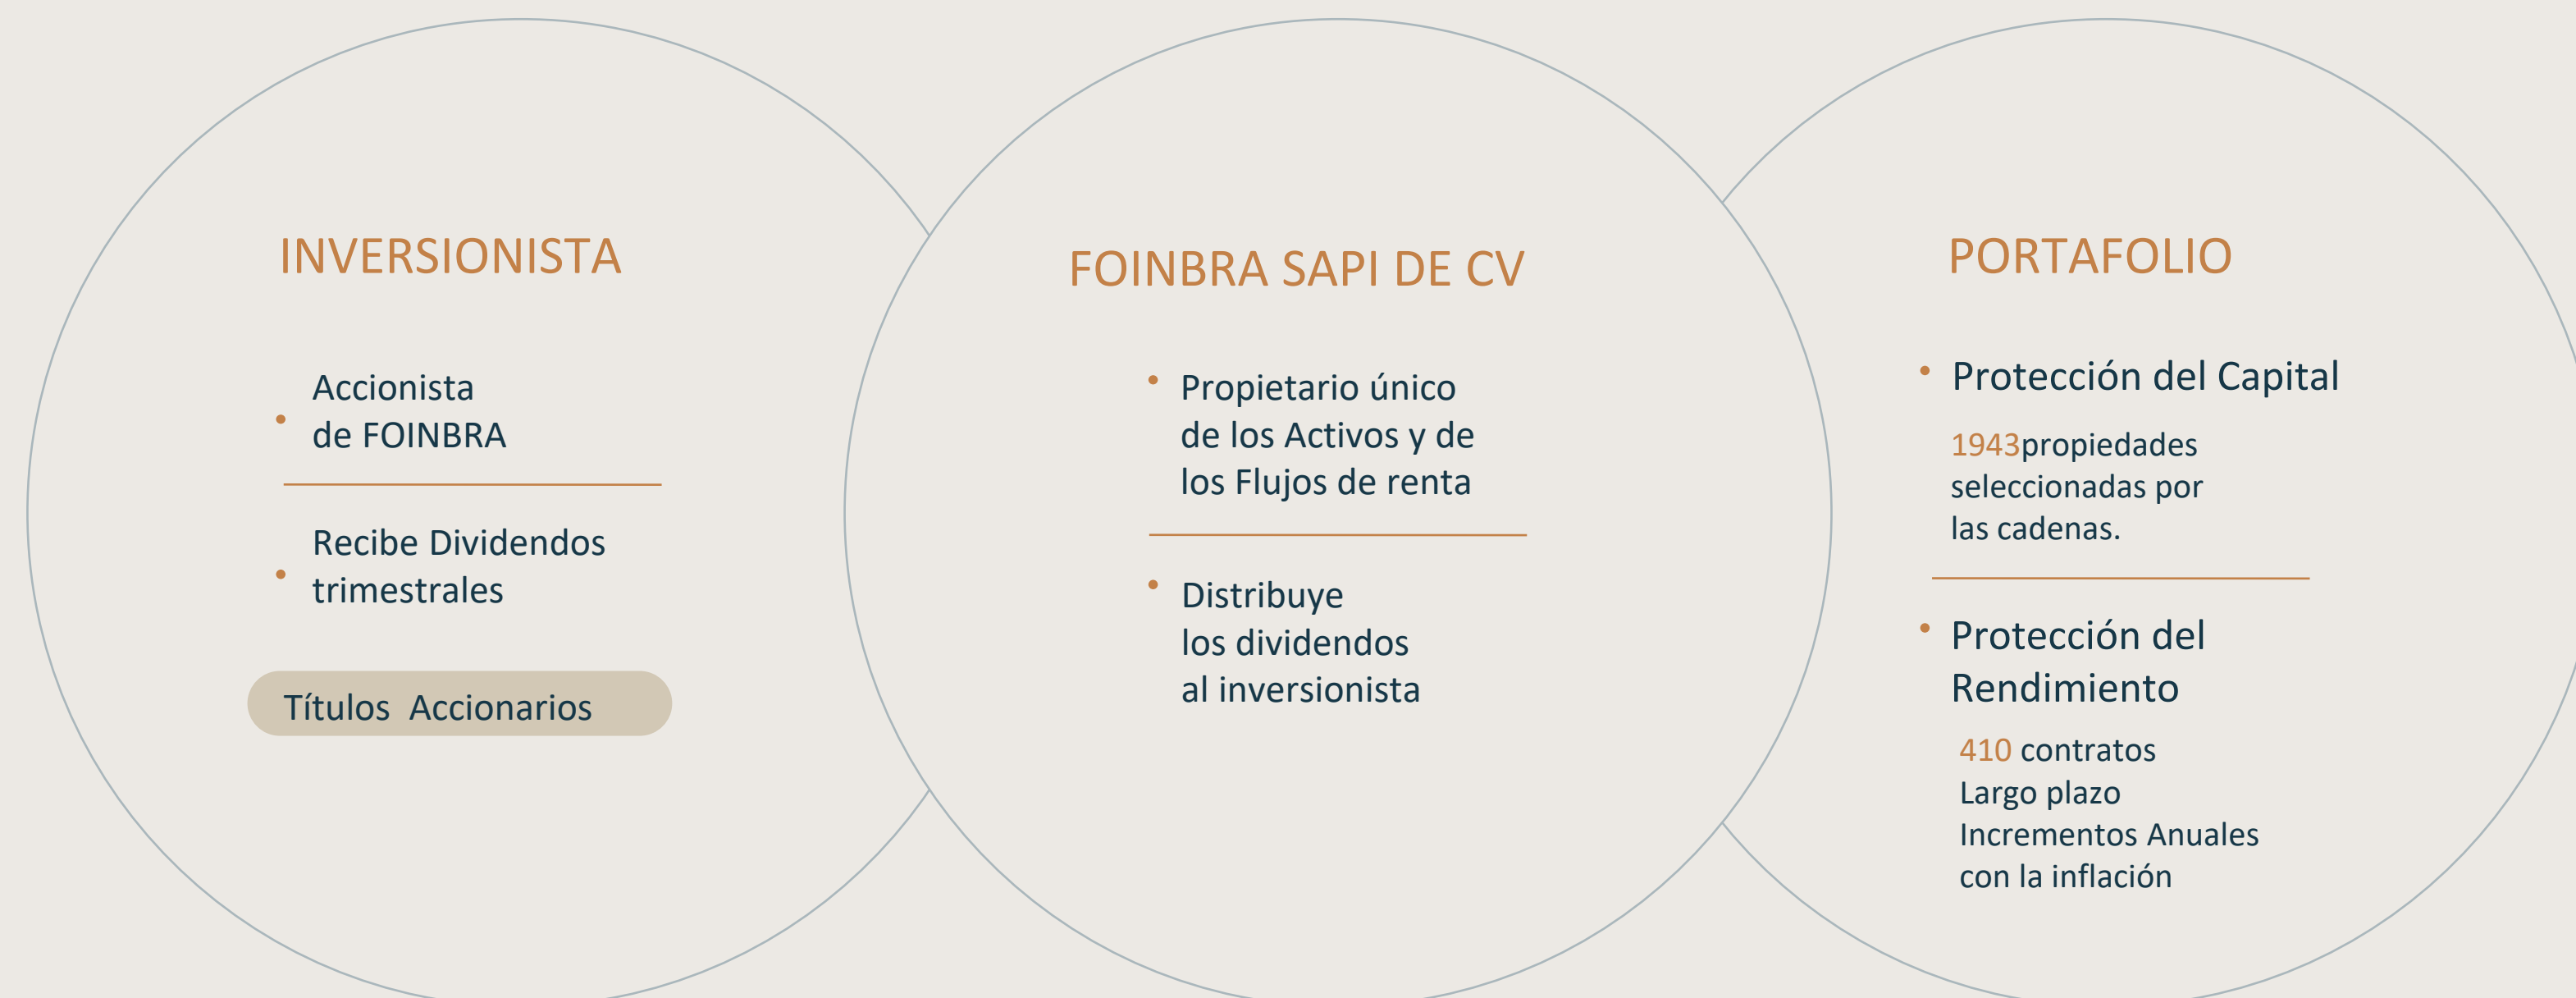 INVERSIONISTA
Accionista
de FOINBRA
Recibe Dividendos
trimestrales
Títulos Accionarios
FOINBRA SAPI DE CV
Propietario único
de los Activos y de
los Flujos de renta
Distribuye
los dividendos
al inversionista
PORTAFOLIO
Protección del Capital
1943propiedades
seleccionadas por
las cadenas.
Protección del
Rendimiento
410 contratos
Largo plazo
Incrementos Anuales
con la inflación